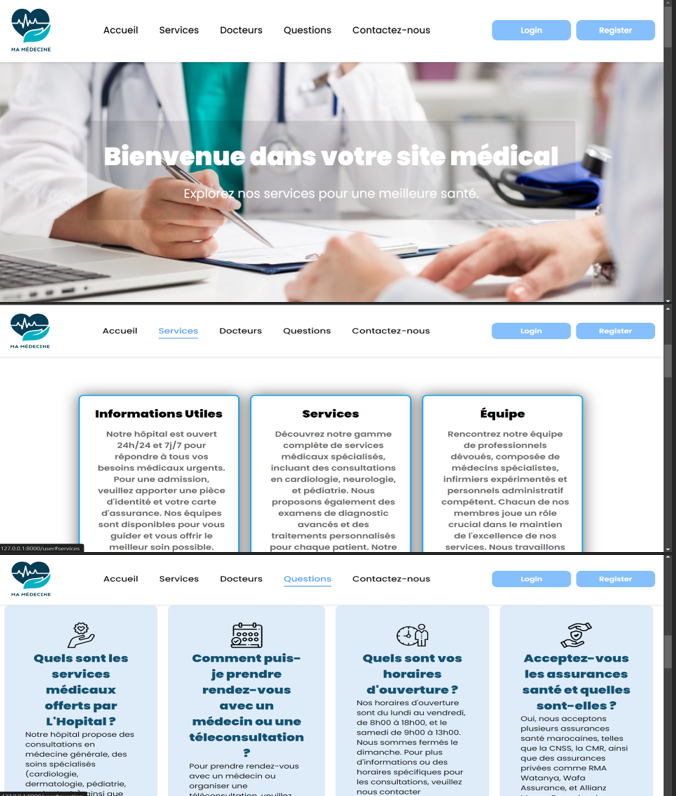 Accueil Services Docteurs Questions Contactez-nous Login Register
MA MÉDECINE
Bienvenue dans votre site médical
Explorez nos services pour une meilleure santé.
Accueil Services Docteurs Questions Contactez-nous Login Register
MA MÉDECINE
Informations Utiles
Notre hôpital est ouvert
24h/24 et 7j/7 pour
répondre à tous vos
besoins médicaux urgents.
Pour une admission,
veuillez apporter une pièce
d'identité et votre carte
d'assurance. Nos équipes
sont disponibles pour vous
guider et vous offrir le
meilleur soin possible.
Services
Découvrez notre gamme
complète de services
médicaux spécialisés,
incluant des consultations
en cardiologie, neurologie,
et pédiatrie. Nous
proposons également des
examens de diagnostic
avancés et des
traitements personnalisés
pour chaque patient. Notre
Équipe
Rencontrez notre équipe
de professionnels
dévoués, composée de
médecins spécialistes,
infirmiers expérimentés et
personnels administratif
compétent. Chacun de nos
membres joue un rôle
crucial dans le maintien
de l'excellence de nos
services. Nous travaillons
127.0.0.1:8000/user#services
Accueil Services Docteurs Questions Contactez-nous Login Register
MA MÉDECINE
Quels sont les
services
médicaux
offerts par
L'Hopital ?
Notre hôpital propose des
consultations en
médecine générale, des
soins spécialisés
(cardiologie,
dermatologie, pédiatrie,
ainsi que
Comment puis-
je prendre
rendez-vous
avec un
médecin ou une
téleconsultation
?
Pour prendre rendez-vous
avec un médecin ou
organiser une
téléconsultation, veuillez
Quels sont vos
horaires
d'ouverture ?
Nos horaires d'ouverture
sont du lundi au vendredi,
de 8h00 à 18h00, et le
samedi de 9h00 à 13h00.
Nous sommes fermés le
dimanche. Pour plus
d'informations ou des
horaires spécifiques pour
les consultations, veuillez
nous contacter
Acceptez-vous
les assurances
santé et quelles
sont-elles ?
Oui, nous acceptons
plusieurs assurances
santé marocaines, telles
que la CNSS, la CMR, ainsi
que des assurances
privées comme RMA
Watanya, Wafa
Assurance, et Allianz